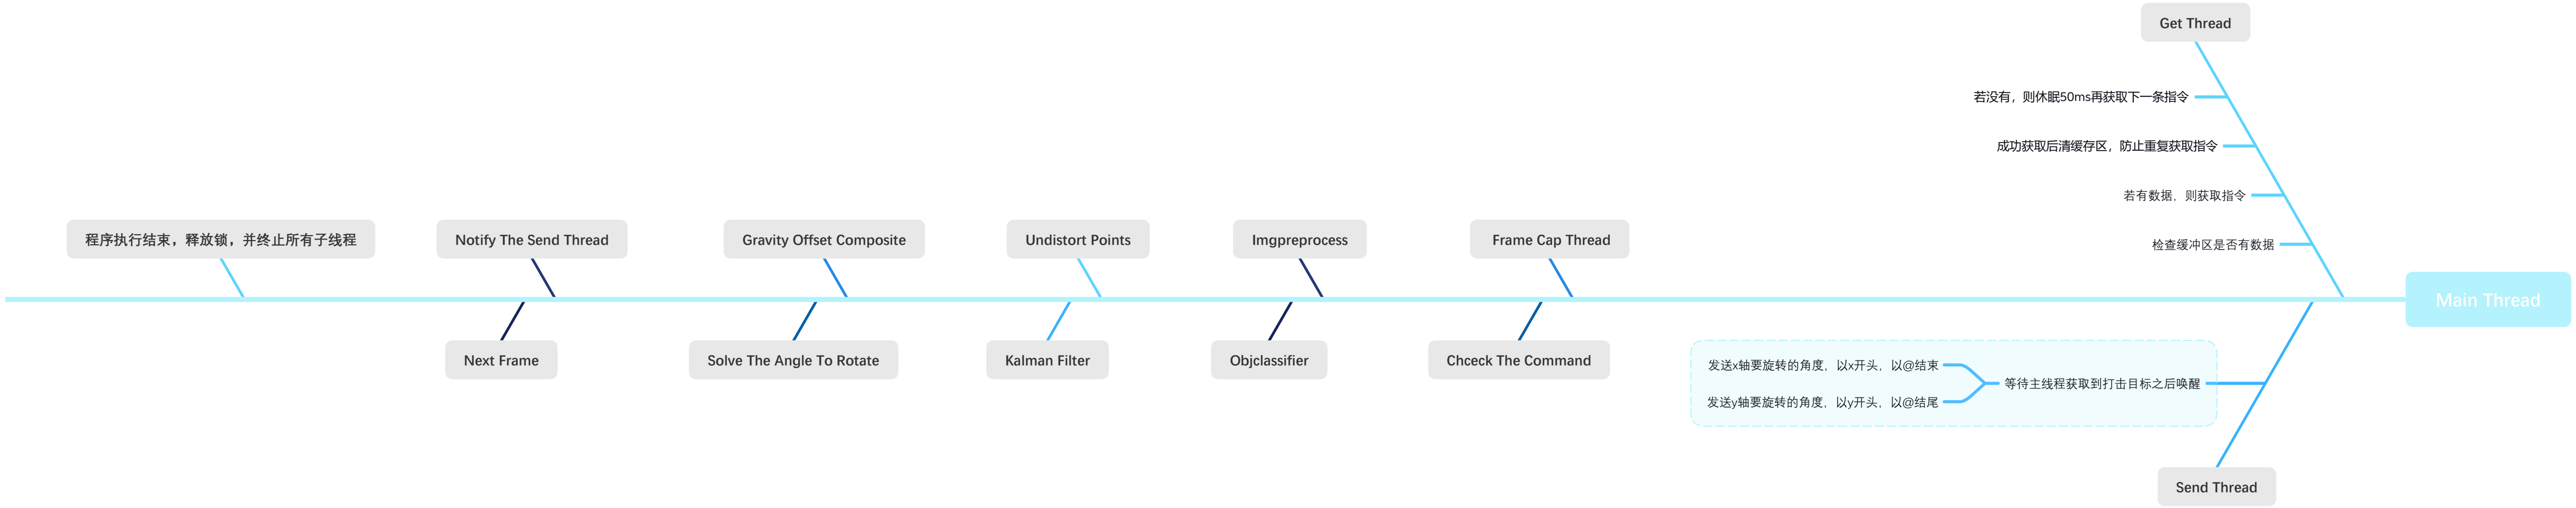 Get Thread
若没有，则休眠50ms再获取下一条指令
成功获取后清缓存区，防止重复获取指令
若有数据，则获取指令
检查缓冲区是否有数据
程序执行结束，释放锁，并终止所有子线程
Notify The Send Thread
Gravity Offset Composite
Undistort Points
Imgpreprocess
Frame Cap Thread
Main Thread
Next Frame
Solve The Angle To Rotate
Kalman Filter
Objclassifier
Chceck The Command
发送x轴要旋转的角度，以x开头，以@结束
等待主线程获取到打击目标之后唤醒
发送y轴要旋转的角度，以y开头，以@结尾
Send Thread